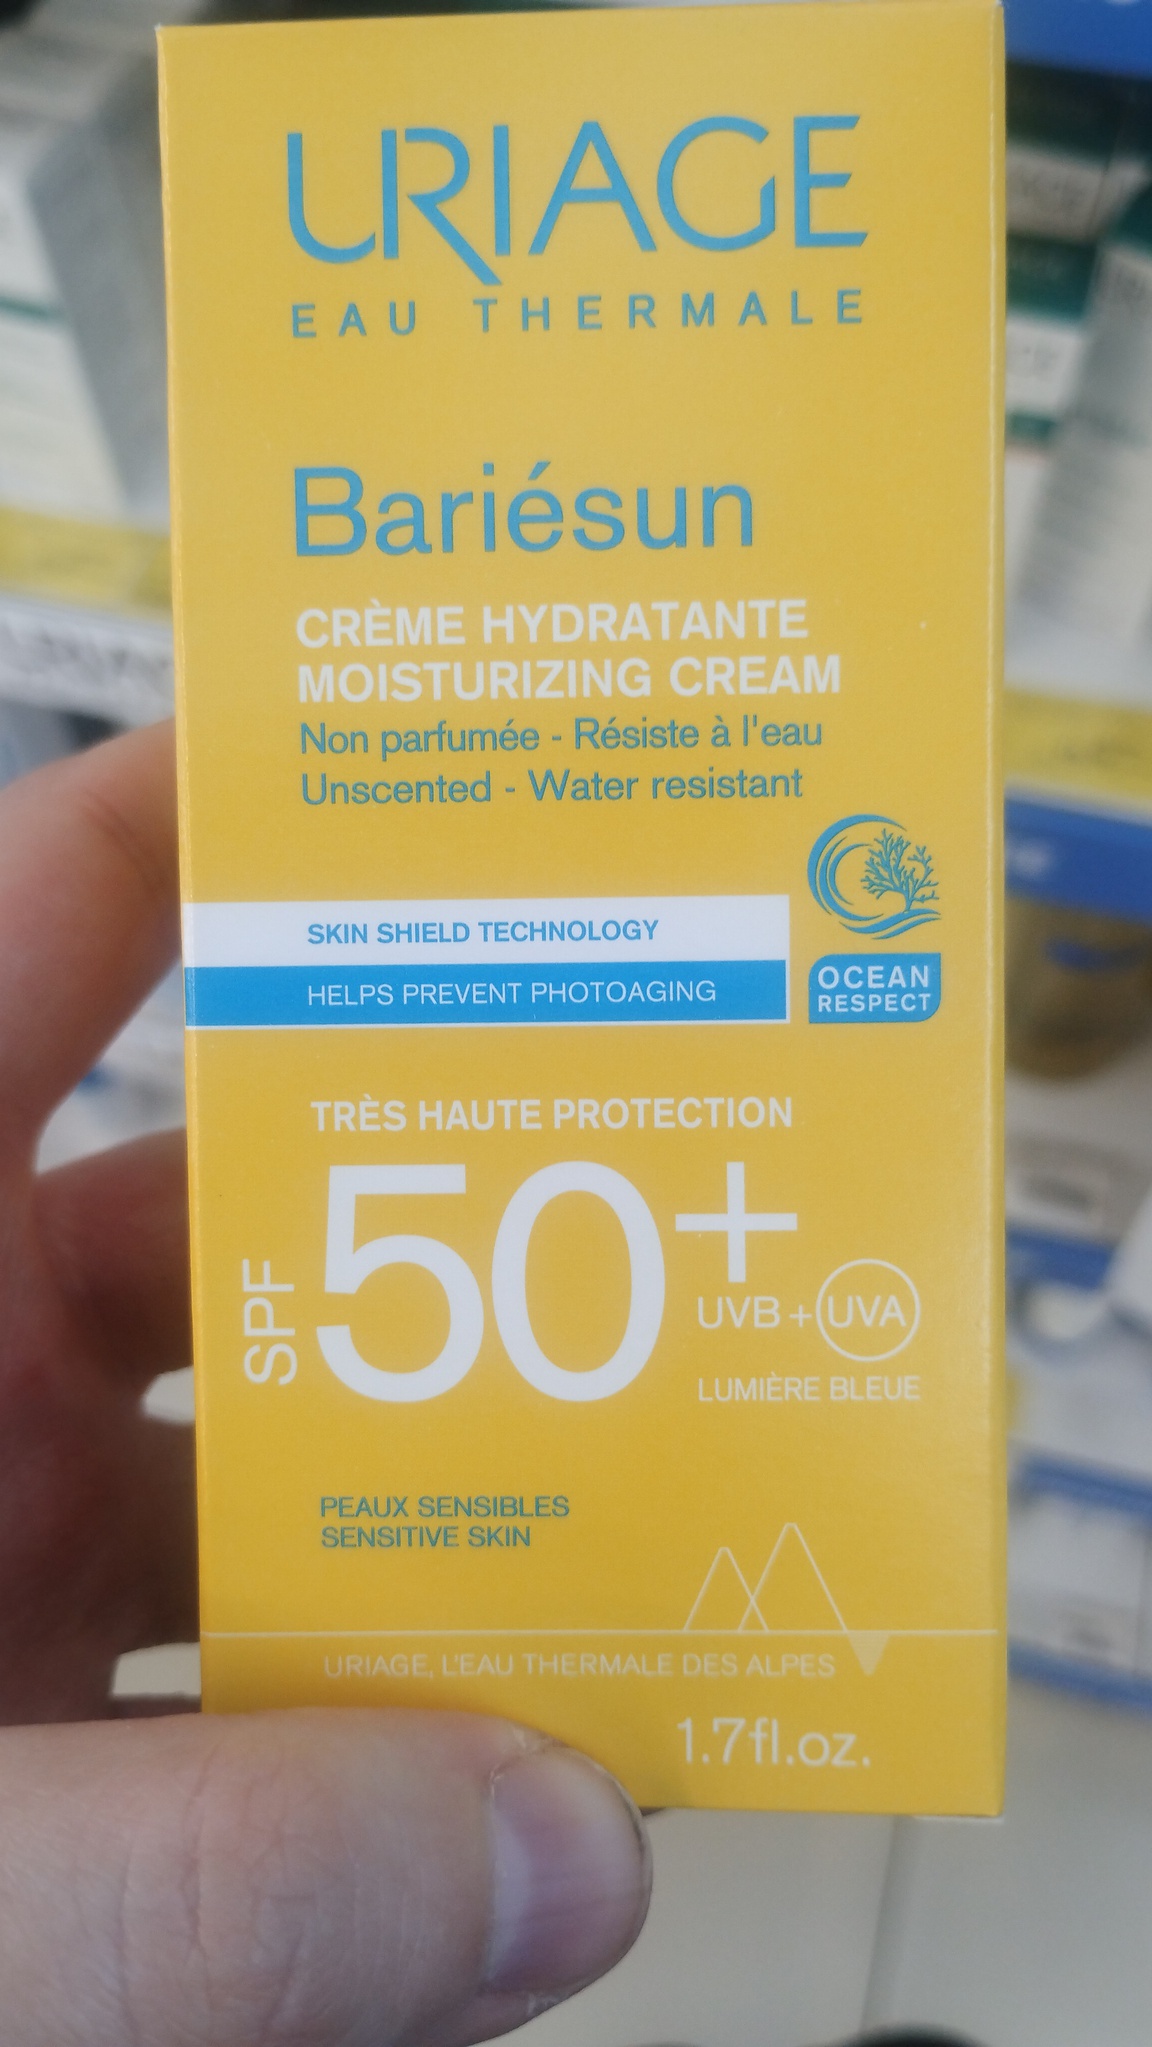 URIAGE
EAU THERMALE
Bariésun
CRÈME HYDRATANTE
MOISTURIZING CREAM
Non parfumée - Résiste à l'eau
Unscented - Water resistant
SKIN SHIELD TECHNOLOGY
HELPS PREVENT PHOTOAGING
OCEAN
RESPECT
TRÈS HAUTE PROTECTION
SPF 50+
UVB + UVA
LUMIÈRE BLEUE
PEAUX SENSIBLES
SENSITIVE SKIN
URIAGE, L'EAU THERMALE DES ALPES
1.7fl.oz.